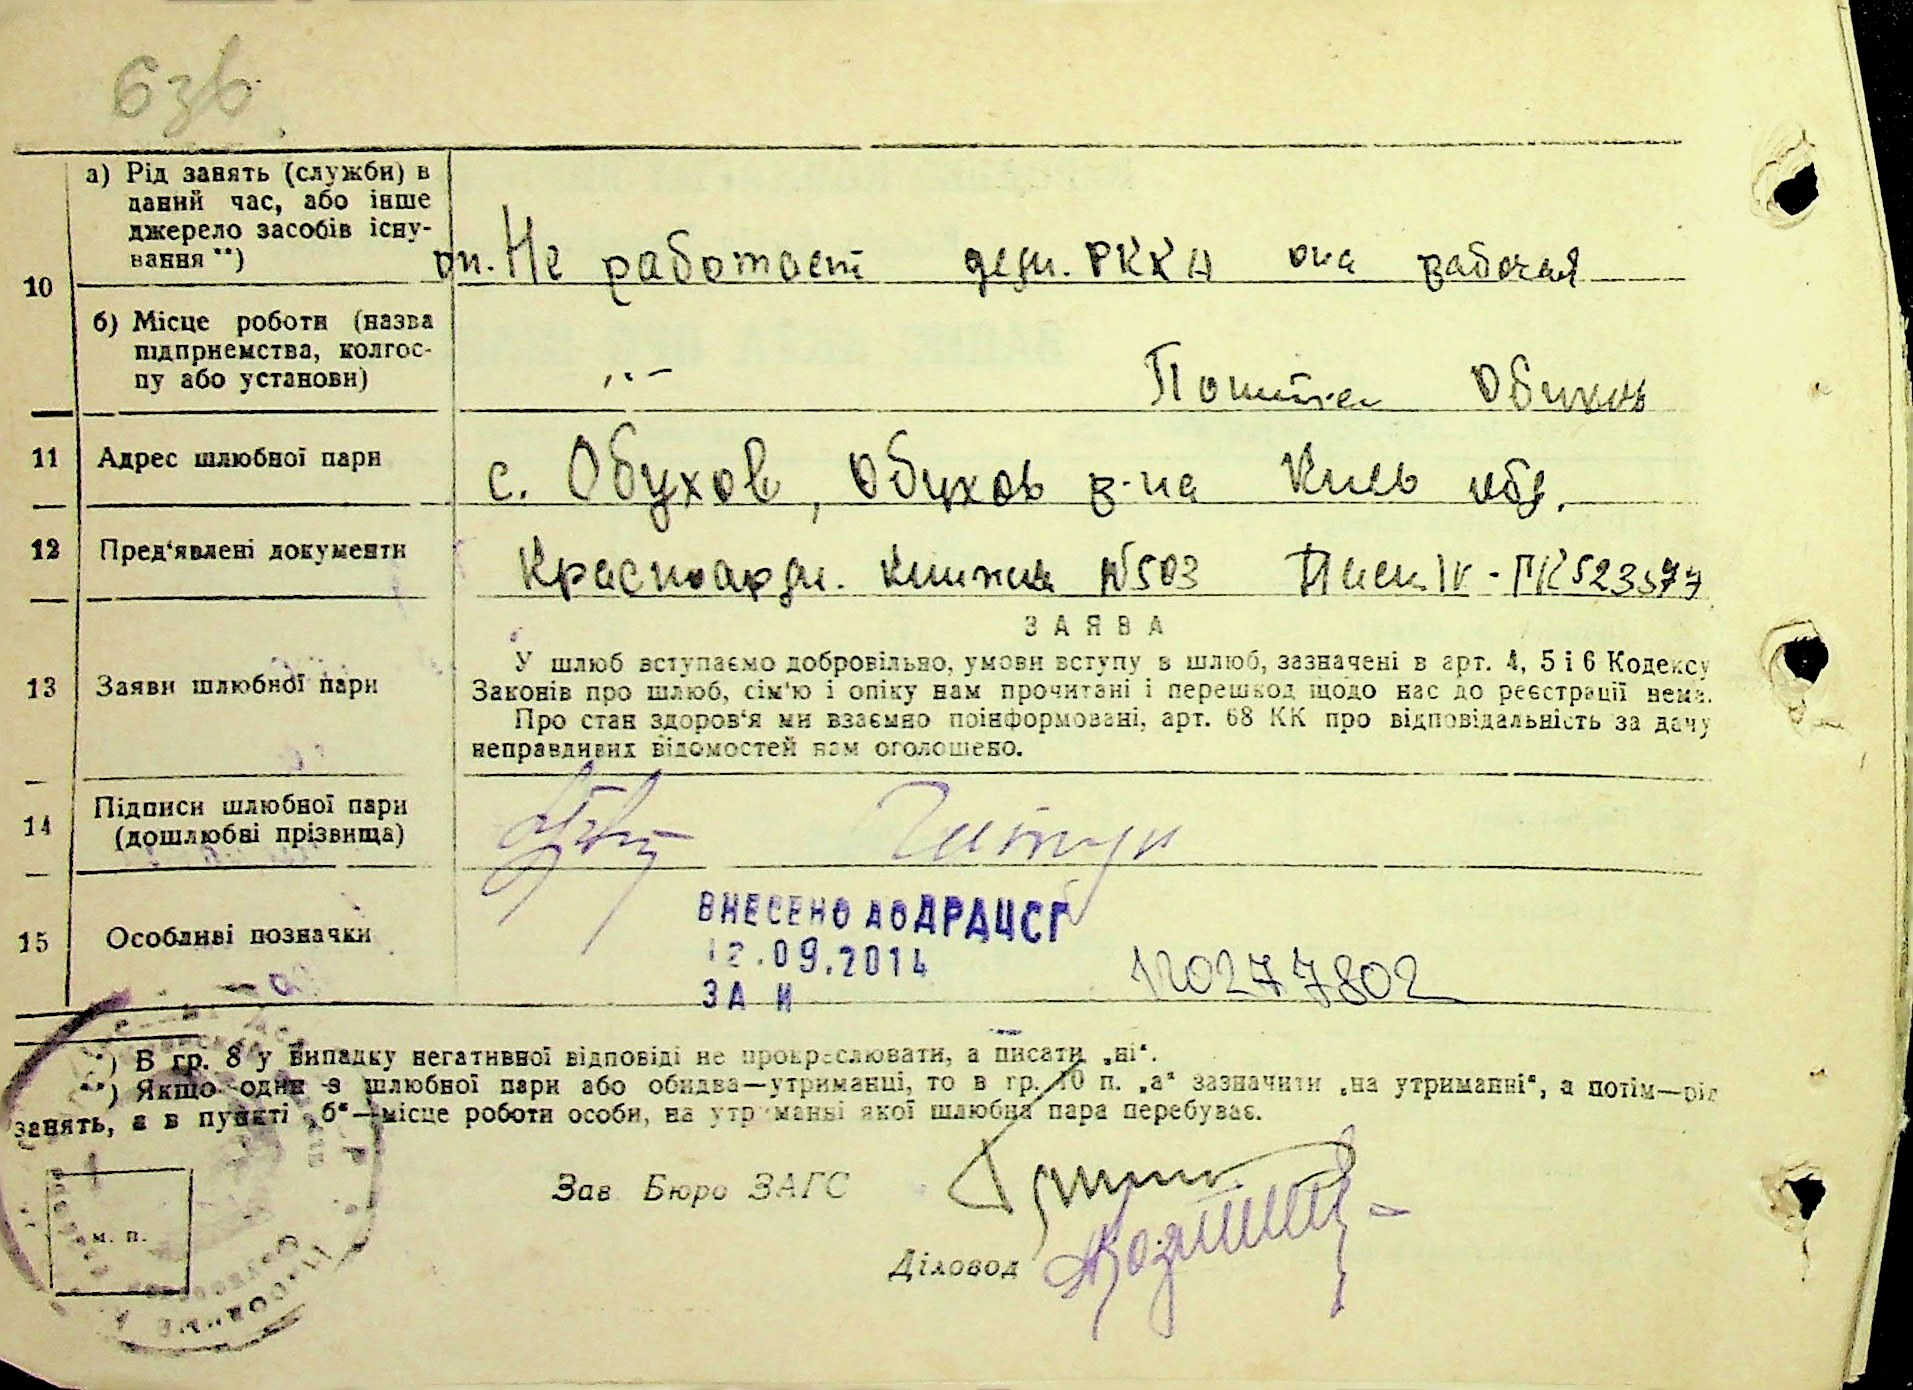 63б
10
а) Рід занять (служби) в
даний час, або інше
джерело засобів існу-
вання **)
он. Не работает дем. РККА она рабочая
б) Місце роботи (назва
підприємства, колгос-
пу або установи)
Обухов
11 Адрес шлюбної пари
с. Обухов, Обухов р-на Киев обл.
12 Пред'явлені документи
Красноарм. книжка №503
13 Заяви шлюбної пари
ЗАЯВА
У шлюб вступаємо добровільно, умови вступу в шлюб, зазначені в арт. 4, 5 і 6 Кодексу
Законів про шлюб, сім'ю і опіку нам прочитані і перешкод щодо нас до реєстрації нема.
Про стан здоров'я ми взаємно поінформовані, арт. 68 КК про відповідальність за дачу
неправдивих відомостей нам оголошено.
14 Підписи шлюбної пари
(дошлюбні прізвища)
15 Особливі позначки
ВНЕСЕНО ДО ДРАЦСГ
12.09.2014
ЗА №
120277802
*) В гр. 8 у випадку негативної відповіді не прокреслювати, а писати „ні“.
**) Якщо один з шлюбної пари або обидва—утриманці, то в гр. 10 п. „а“ зазначити „на утриманні“, а потім—рід
занять, а в пункті „б“—місце роботи особи, на утриманні якої шлюбна пара перебуває.
Зав. Бюро ЗАГС
м. п.
Діловод